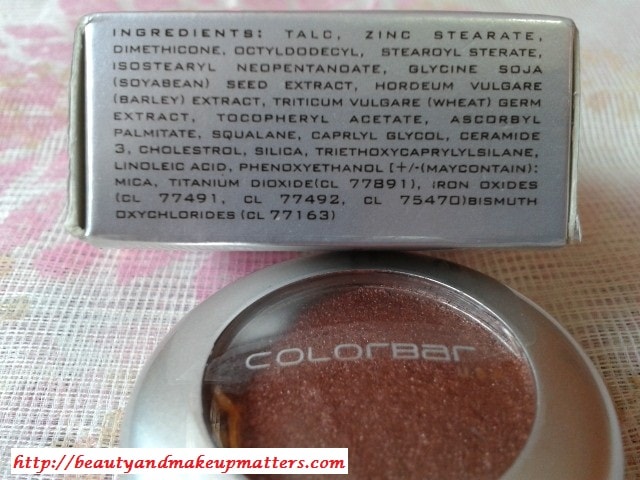 INGREDIENTS: TALC, ZINC STEARATE,
DIMETHICONE, OCTYLDODECYL, STEAROYL STERATE,
ISOSTEARYL NEOPENTANOATE, GLYCINE SOJA
(SOYABEAN) SEED EXTRACT, HORDEUM VULGARE
(BARLEY) EXTRACT, TRITICUM VULGARE (WHEAT) GERM
EXTRACT, TOCOPHERYL ACETATE, ASCORBYL
PALMITATE, SQUALANE, CAPRLYL GLYCOL, CERAMIDE
3, CHOLESTROL, SILICA, TRIETHOXYCAPRYLYLSILANE,
LINOLEIC ACID, PHENOXYETHANOL [+/-(MAYCONTAIN):
MICA, TITANIUM DIOXIDE(CL 77891), IRON OXIDES
(CL 77491, CL 77492, CL 75470)BISMUTH
OXYCHLORIDES (CL 77163)
COLORBAR
http://beautyandmakeupmatters.com